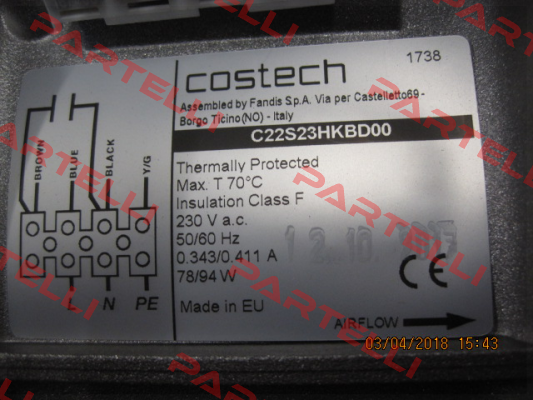 costech
1738
Assembled by Fandis S.p.A. Via per Castelletto69-
Borgo Ticino(NO) - Italy
C22S23HKBD00
Thermally Protected
Max. T 70°C
Insulation Class F
230 V a.c.
50/60 Hz
0.343/0.411 A
78/94 W
Made in EU
CE
AIRFLOW
BROWN
BLUE
BLACK
Y/G
L N PE
03/04/2018 15:43
PARTELLI
PARTELLI
PARTELLI
PARTELLI
PARTELLI